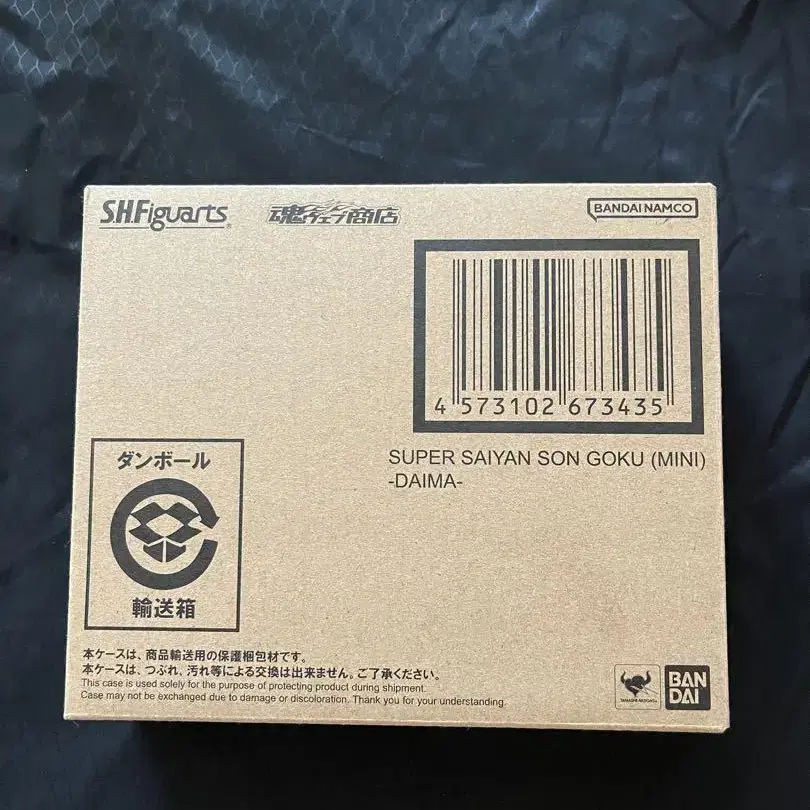 S.H.Figuarts
魂ウェブ商店
BANDAI NAMCO
4 573102 673435
SUPER SAIYAN SON GOKU (MINI)
-DAIMA-
ダンボール
輸送箱
本ケースは、商品輸送用の保護梱包材です。
本ケースは、つぶれ、汚れ等による交換は出来ません。ご了承ください。
This case is used solely for the purpose of protecting product during shipment.
Case may not be exchanged due to damage or discoloration. Thank you for your understanding.
TAMASHII NATIONS
BAN
DAI